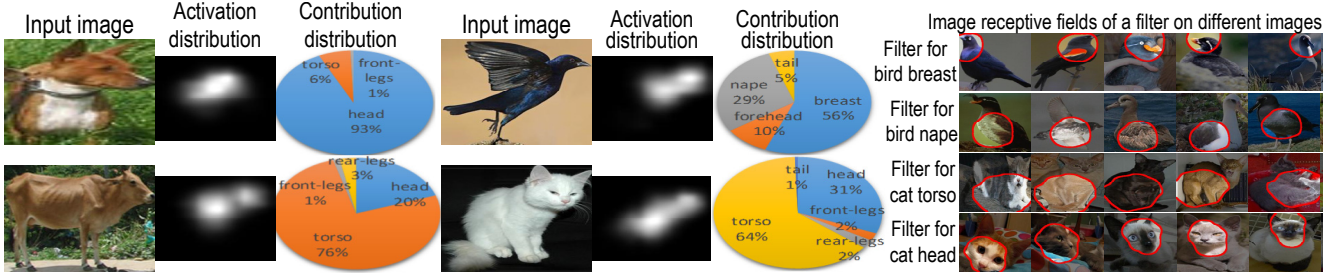 Input image
Activation
distribution
Contribution
distribution
torso
6%
front-
legs
1%
head
93%
rear-legs
3%
front-legs
1%
head
20%
torso
76%
Input image
Activation
distribution
Contribution
distribution
tail
5%
nape
29%
breast
56%
forehead
10%
tail
1%
head
31%
front-legs
2%
torso
64%
rear-legs
2%
Image receptive fields of a filter on different images
Filter for
bird breast
Filter for
bird nape
Filter for
cat torso
Filter for
cat head